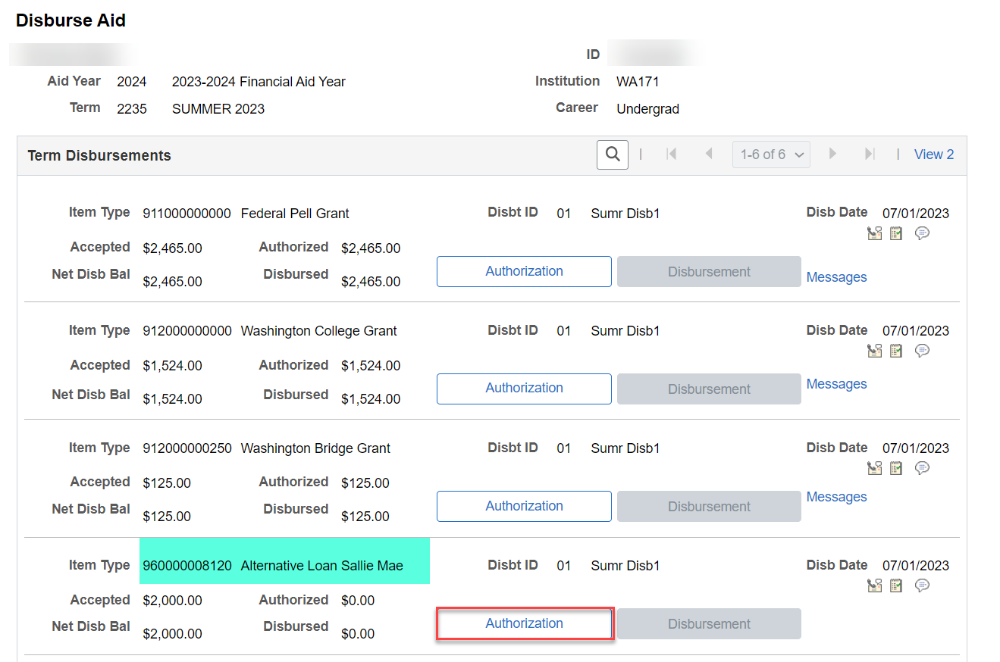 Disburse Aid
ID
Aid Year 2024 2023-2024 Financial Aid Year Institution WA171
Term 2235 SUMMER 2023 Career Undergrad
Term Disbursements | 1-6 of 6 | View 2
Item Type 911000000000 Federal Pell Grant Disbt ID 01 Sumr Disb1 Disb Date 07/01/2023
Accepted $2,465.00 Authorized $2,465.00
Net Disb Bal $2,465.00 Disbursed $2,465.00 Authorization Disbursement Messages
Item Type 912000000000 Washington College Grant Disbt ID 01 Sumr Disb1 Disb Date 07/01/2023
Accepted $1,524.00 Authorized $1,524.00
Net Disb Bal $1,524.00 Disbursed $1,524.00 Authorization Disbursement Messages
Item Type 912000000250 Washington Bridge Grant Disbt ID 01 Sumr Disb1 Disb Date 07/01/2023
Accepted $125.00 Authorized $125.00
Net Disb Bal $125.00 Disbursed $125.00 Authorization Disbursement Messages
Item Type 960000008120 Alternative Loan Sallie Mae Disbt ID 01 Sumr Disb1 Disb Date 07/01/2023
Accepted $2,000.00 Authorized $0.00
Net Disb Bal $2,000.00 Disbursed $0.00 Authorization Disbursement